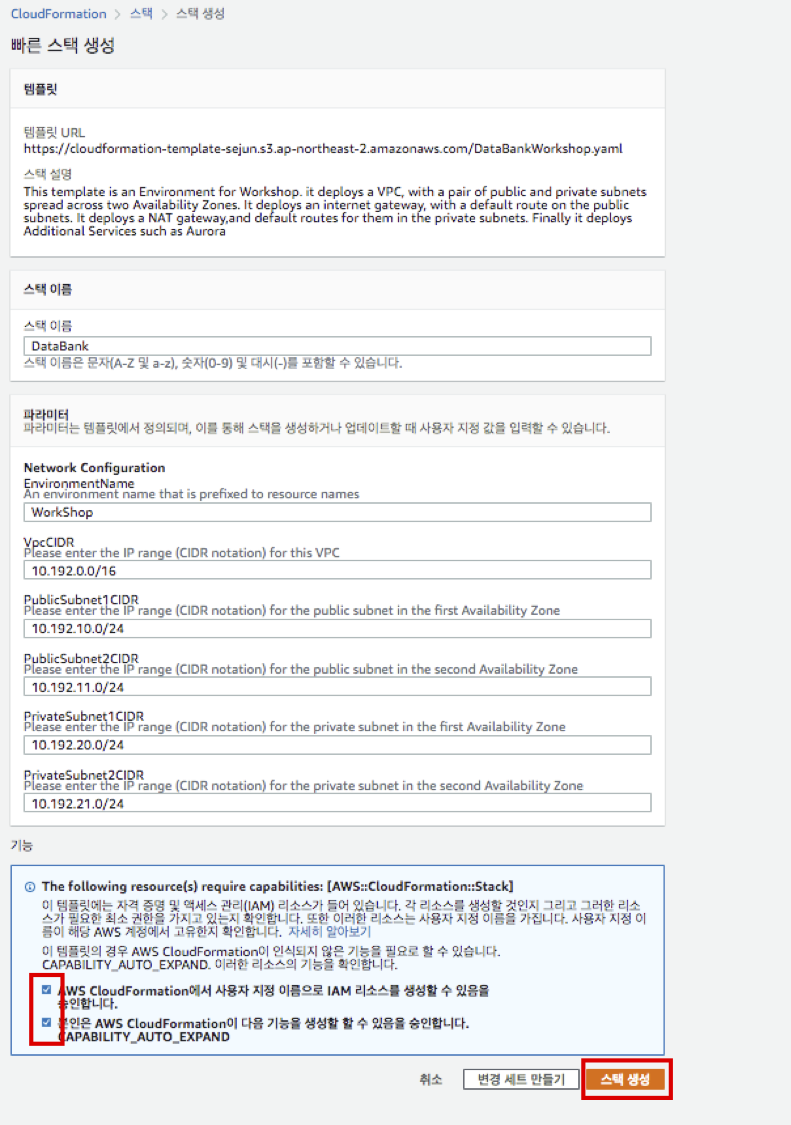 CloudFormation > 스택 > 스택 생성
빠른 스택 생성
템플릿
템플릿 URL
https://cloudformation-template-sejun.s3.ap-northeast-2.amazonaws.com/DataBankWorkshop.yaml
스택 설명
This template is an Environment for Workshop. it deploys a VPC, with a pair of public and private subnets
spread across two Availability Zones. It deploys an internet gateway, with a default route on the public
subnets. It deploys a NAT gateway,and default routes for them in the private subnets. Finally it deploys
Additional Services such as Aurora
스택 이름
스택 이름
DataBank
스택 이름은 문자(A-Z 및 a-z), 숫자(0-9) 및 대시(-)를 포함할 수 있습니다.
파라미터
파라미터는 템플릿에서 정의되며, 이를 통해 스택을 생성하거나 업데이트할 때 사용자 지정 값을 입력할 수 있습니다.
Network Configuration
EnvironmentName
An environment name that is prefixed to resource names
WorkShop
VpcCIDR
Please enter the IP range (CIDR notation) for this VPC
10.192.0.0/16
PublicSubnet1CIDR
Please enter the IP range (CIDR notation) for the public subnet in the first Availability Zone
10.192.10.0/24
PublicSubnet2CIDR
Please enter the IP range (CIDR notation) for the public subnet in the second Availability Zone
10.192.11.0/24
PrivateSubnet1CIDR
Please enter the IP range (CIDR notation) for the private subnet in the first Availability Zone
10.192.20.0/24
PrivateSubnet2CIDR
Please enter the IP range (CIDR notation) for the private subnet in the second Availability Zone
10.192.21.0/24
기능
The following resource(s) require capabilities: [AWS::CloudFormation::Stack]
이 템플릿에는 자격 증명 및 액세스 관리(IAM) 리소스가 들어 있습니다. 각 리소스를 생성할 것인지 그리고 그러한 리소
스가 필요한 최소 권한을 가지고 있는지 확인합니다. 또한 이러한 리소스는 사용자 지정 이름을 가집니다. 사용자 지정 이
름이 해당 AWS 계정에서 고유한지 확인합니다. 자세히 알아보기
이 템플릿의 경우 AWS CloudFormation이 인식되지 않은 기능을 필요로 할 수 있습니다.
CAPABILITY_AUTO_EXPAND. 이러한 리소스의 기능을 확인합니다.
AWS CloudFormation에서 사용자 지정 이름으로 IAM 리소스를 생성할 수 있음을
승인합니다.
본인은 AWS CloudFormation이 다음 기능을 생성할 할 수 있음을 승인합니다.
CAPABILITY_AUTO_EXPAND
취소 변경 세트 만들기 스택 생성